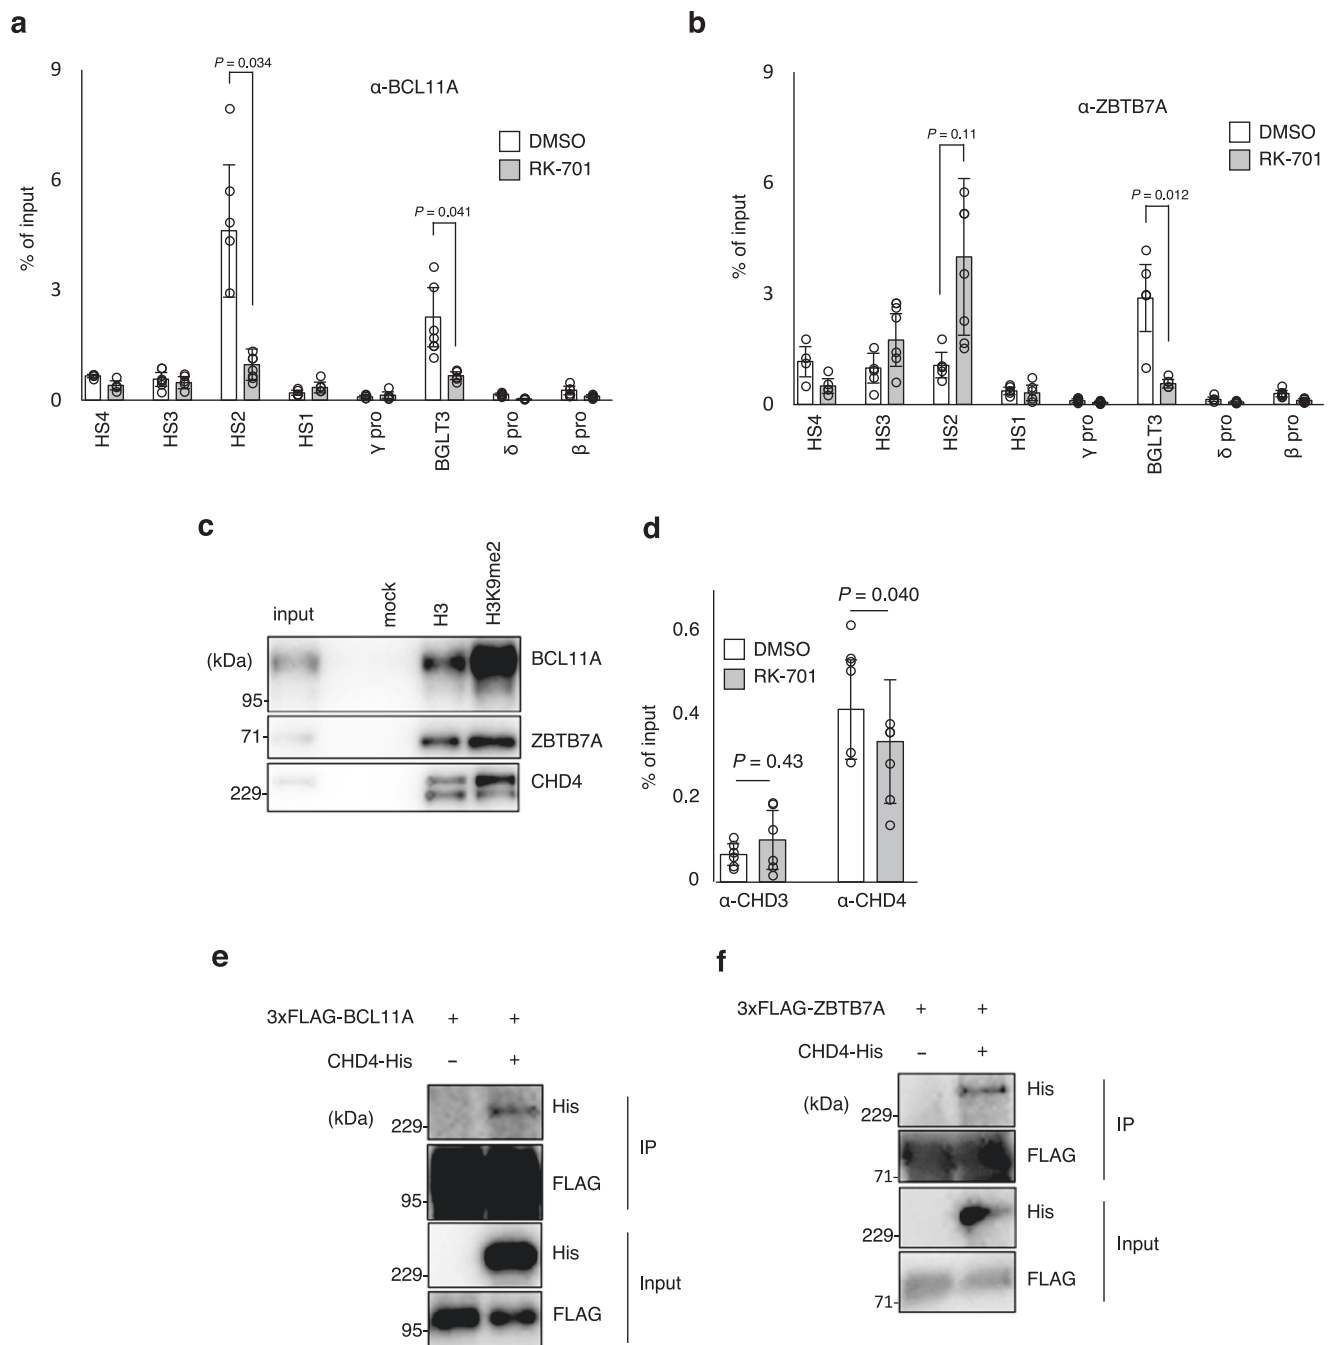 a
P = 0.034
α-BCL11A
DMSO
RK-701
P = 0.041
9
6
3
0
% of input
HS4
HS3
HS2
HS1
γ pro
BGLT3
δ pro
β pro
b
P = 0.11
α-ZBTB7A
DMSO
RK-701
P = 0.012
9
6
3
0
% of input
HS4
HS3
HS2
HS1
γ pro
BGLT3
δ pro
β pro
c
input
mock
H3
H3K9me2
(kDa)
BCL11A
95
71
ZBTB7A
CHD4
229
d
P = 0.040
DMSO
RK-701
P = 0.43
0.6
0.4
0.2
0
% of input
α-CHD3 α-CHD4
e
3xFLAG-BCL11A + +
CHD4-His – +
(kDa)
His
229
IP
FLAG
95
His
229
Input
FLAG
95
f
3xFLAG-ZBTB7A + +
CHD4-His – +
(kDa)
His
229
IP
FLAG
71
His
229
Input
FLAG
71